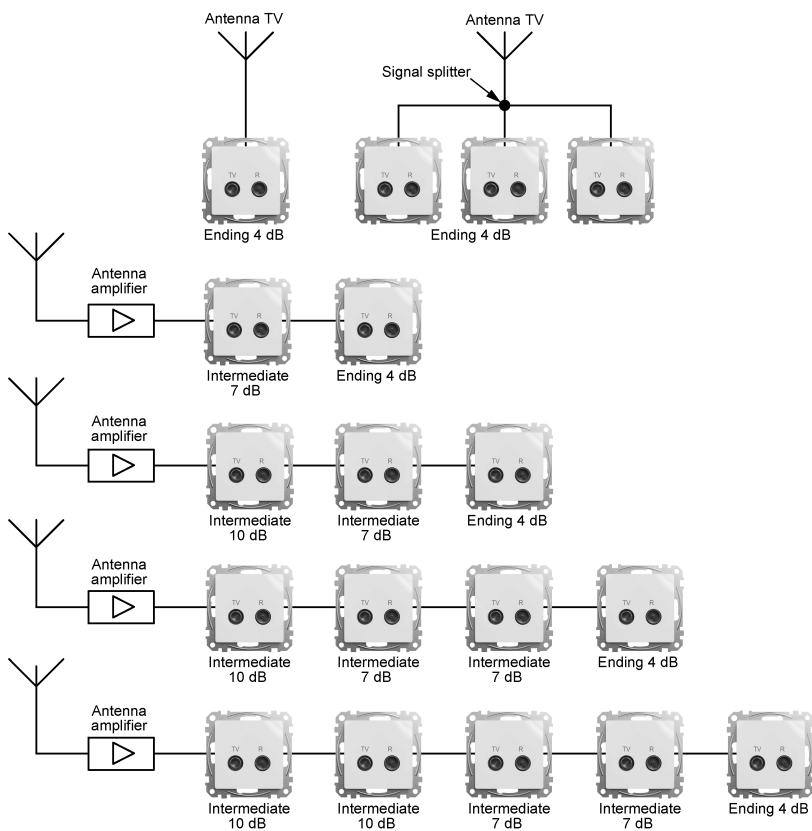 Antenna TV
Antenna TV
Signal splitter
TV R
TV R
TV R
TV R
Ending 4 dB
Ending 4 dB
Antenna
amplifier
TV R
TV R
Intermediate
7 dB
Ending 4 dB
Antenna
amplifier
TV R
TV R
TV R
Intermediate
10 dB
Intermediate
7 dB
Ending 4 dB
Antenna
amplifier
TV R
TV R
TV R
TV R
Intermediate
10 dB
Intermediate
7 dB
Intermediate
7 dB
Ending 4 dB
Antenna
amplifier
TV R
TV R
TV R
TV R
TV R
Intermediate
10 dB
Intermediate
10 dB
Intermediate
7 dB
Intermediate
7 dB
Ending 4 dB